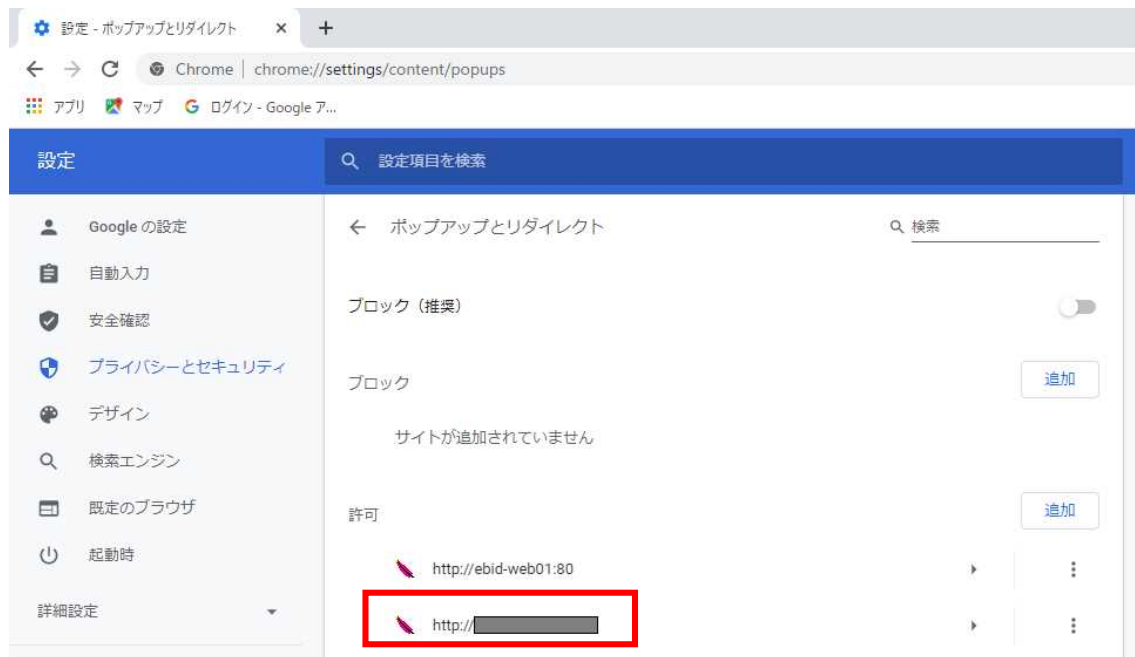 設定 - ポップアップとリダイレクト × +
Chrome | chrome://settings/content/popups
アプリ マップ G ログイン - Google ア...
設定
設定項目を検索
Google の設定
自動入力
安全確認
プライバシーとセキュリティ
デザイン
検索エンジン
既定のブラウザ
起動時
詳細設定
ポップアップとリダイレクト 検索
ブロック（推奨）
ブロック 追加
サイトが追加されていません
許可 追加
http://ebid-web01:80
http://